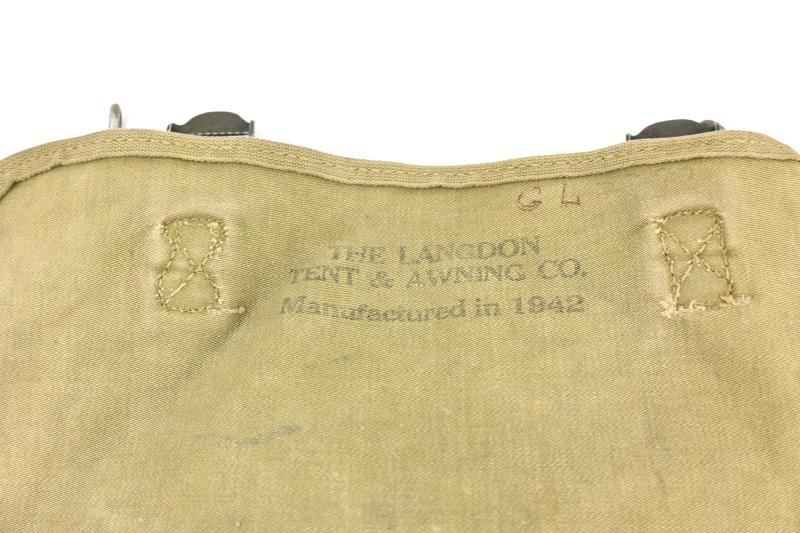 GL
THE LANGDON
TENT & AWNING CO.
Manufactured in 1942